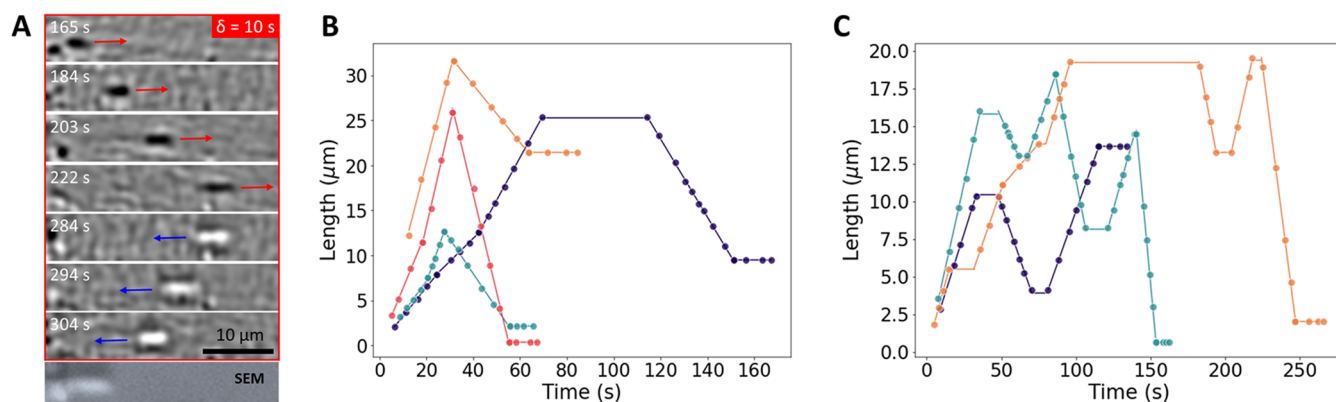 A
165 s
δ = 10 s
184 s
203 s
222 s
284 s
294 s
304 s
10 µm
SEM
B
Length (µm)
30
25
20
15
10
5
0
0 20 40 60 80 100 120 140 160
Time (s)
C
Length (µm)
20.0
17.5
15.0
12.5
10.0
7.5
5.0
2.5
0.0
0 50 100 150 200 250
Time (s)